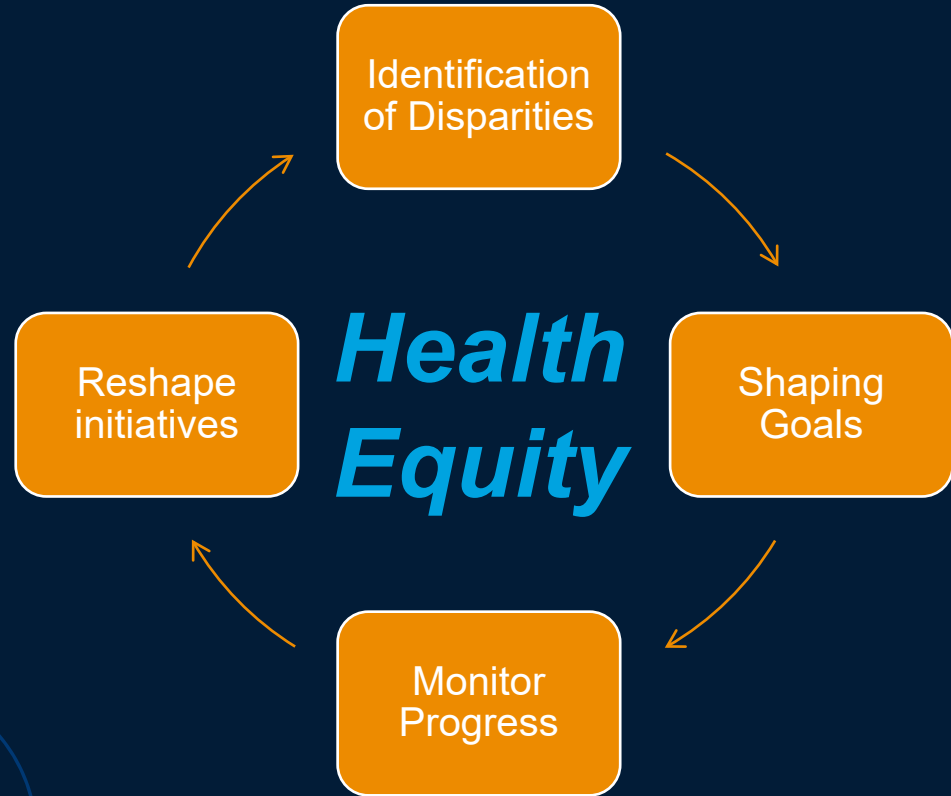 Identification
of Disparities
Health
Equity
Shaping
Goals
Monitor
Progress
Reshape
initiatives